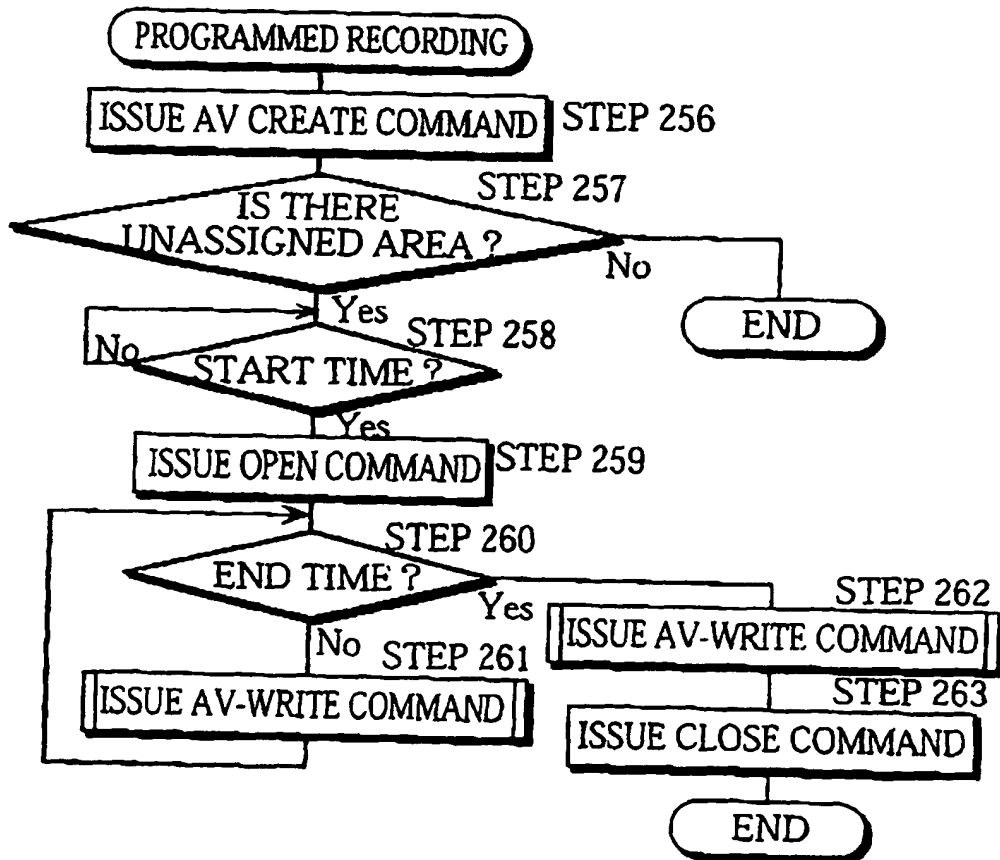 PROGRAMMED RECORDING
ISSUE AV CREATE COMMAND
STEP 256
STEP 257
IS THERE
UNASSIGNED AREA ?
No
END
Yes
STEP 258
No
START TIME ?
Yes
ISSUE OPEN COMMAND
STEP 259
STEP 260
END TIME ?
Yes
No
STEP 261
ISSUE AV-WRITE COMMAND
STEP 262
ISSUE AV-WRITE COMMAND
STEP 263
ISSUE CLOSE COMMAND
END